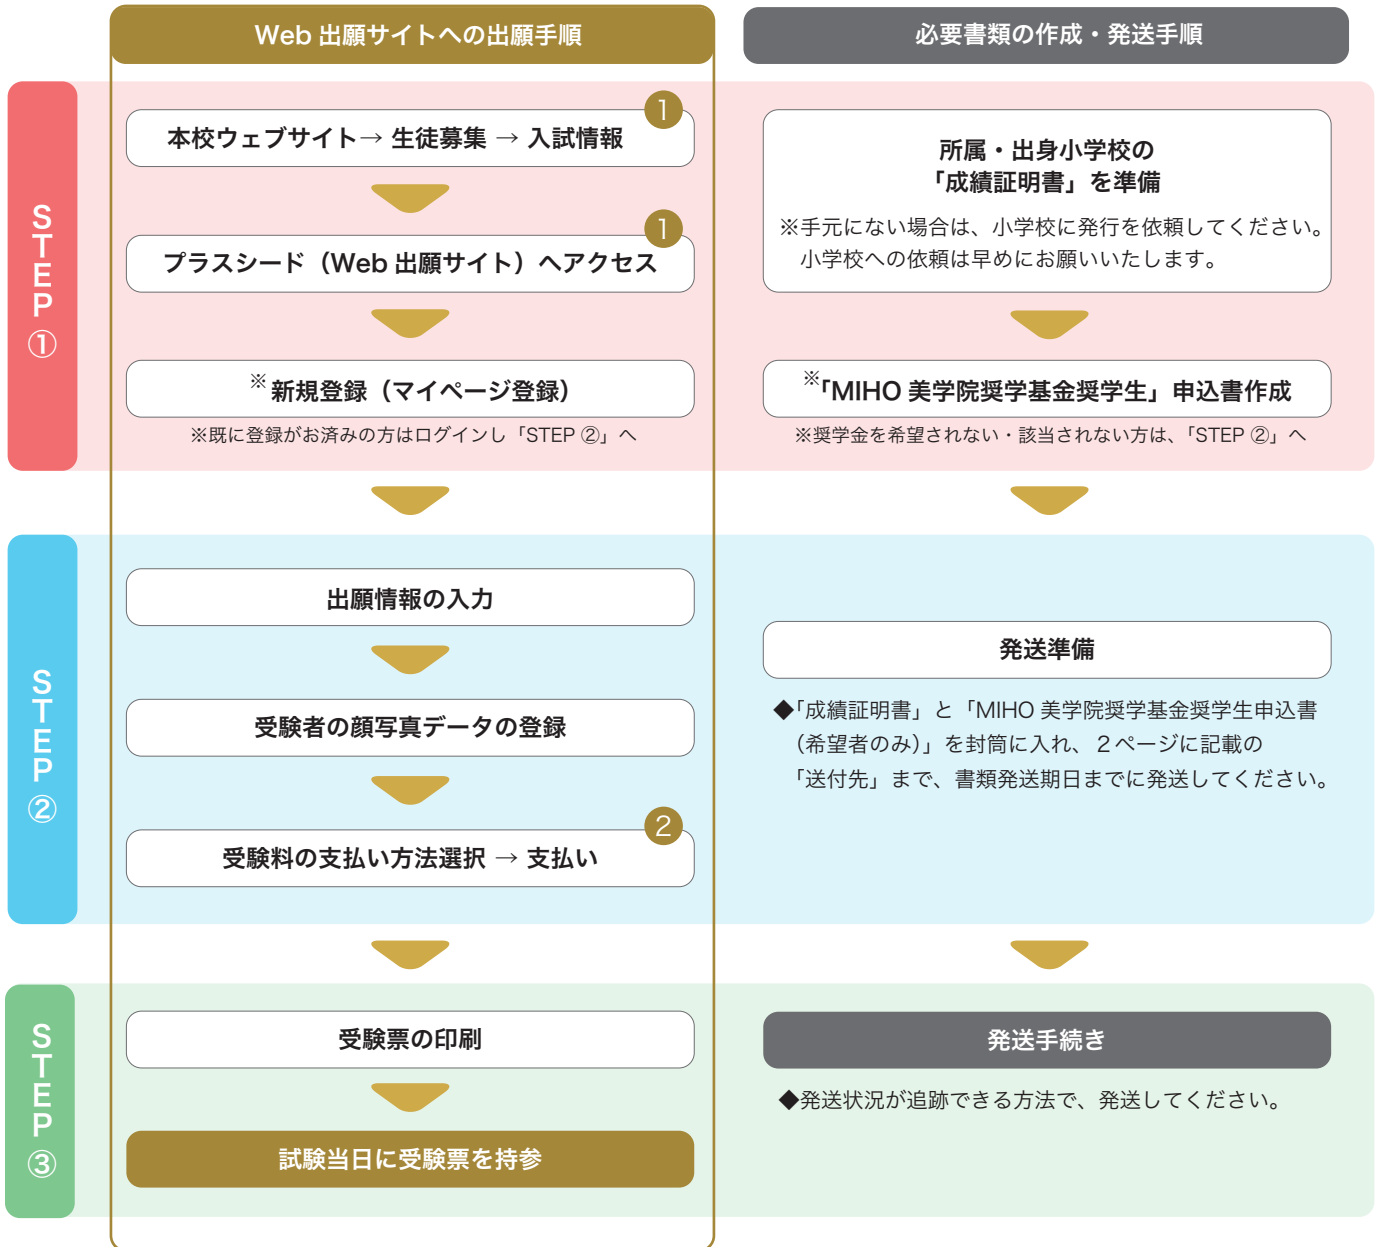 Web 出願サイトへの出願手順
必要書類の作成・発送手順
STEP ①
本校ウェブサイト→ 生徒募集 → 入試情報
1
プラスシード（Web 出願サイト）へアクセス
1
※新規登録（マイページ登録）
※既に登録がお済みの方はログインし「STEP ②」へ
所属・出身小学校の
「成績証明書」を準備
※手元にない場合は、小学校に発行を依頼してください。
小学校への依頼は早めにお願いいたします。
※「MIHO 美学院奨学基金奨学生」申込書作成
※奨学金を希望されない・該当されない方は、「STEP ②」へ
STEP ②
出願情報の入力
受験者の顔写真データの登録
受験料の支払い方法選択 → 支払い
2
発送準備
◆「成績証明書」と「MIHO 美学院奨学基金奨学生申込書
（希望者のみ）」を封筒に入れ、２ページに記載の
「送付先」まで、書類発送期日までに発送してください。
STEP ③
受験票の印刷
試験当日に受験票を持参
発送手続き
◆発送状況が追跡できる方法で、発送してください。